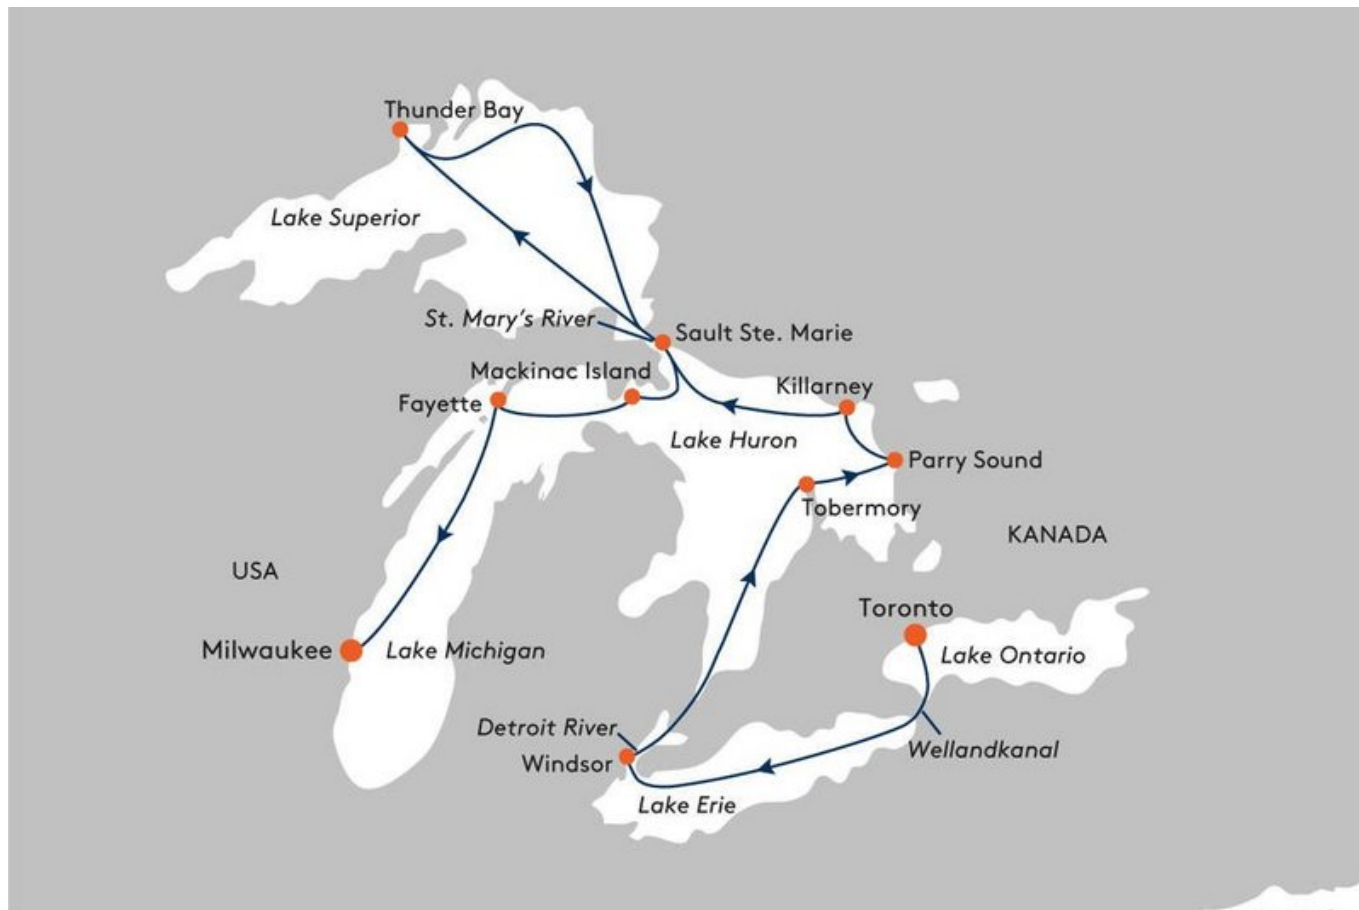 Thunder Bay
Lake Superior
St. Mary's River
Sault Ste. Marie
Mackinac Island
Killarney
Fayette
Lake Huron
Parry Sound
Tobermory
KANADA
USA
Toronto
Milwaukee
Lake Michigan
Lake Ontario
Detroit River
Wellandkanal
Windsor
Lake Erie